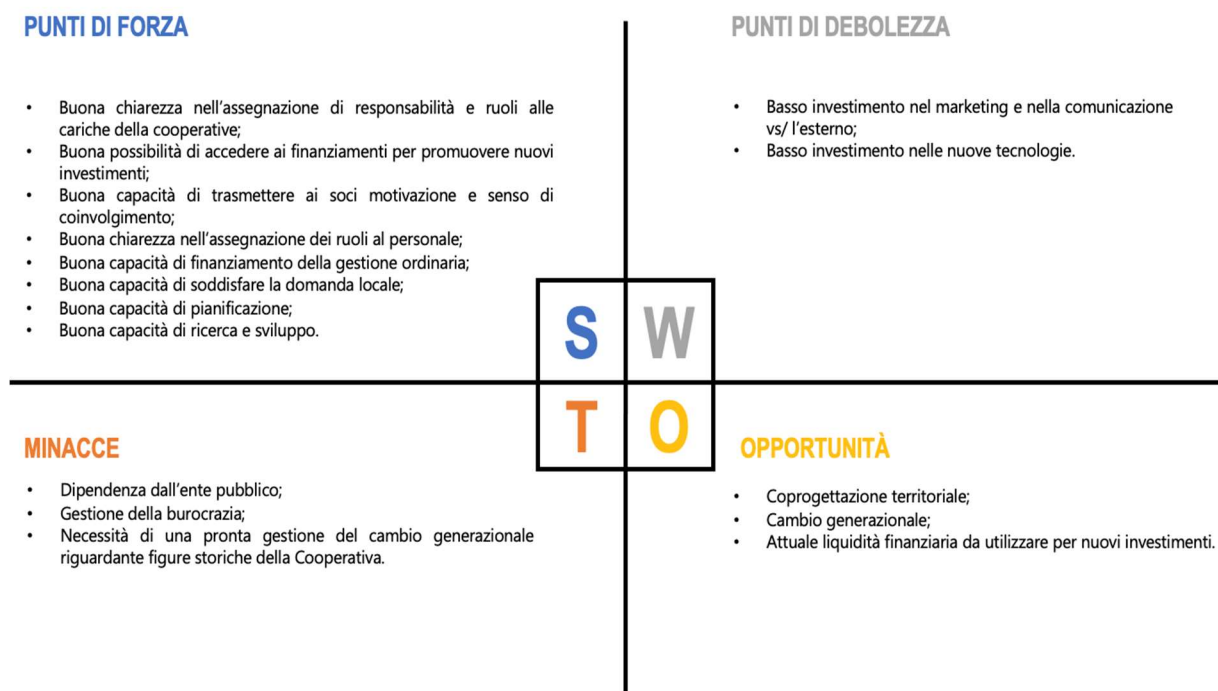 PUNTI DI FORZA
• Buona chiarezza nell'assegnazione di responsabilità e ruoli alle
cariche della cooperative;
• Buona possibilità di accedere ai finanziamenti per promuovere nuovi
investimenti;
• Buona capacità di trasmettere ai soci motivazione e senso di
coinvolgimento;
• Buona chiarezza nell'assegnazione dei ruoli al personale;
• Buona capacità di finanziamento della gestione ordinaria;
• Buona capacità di soddisfare la domanda locale;
• Buona capacità di pianificazione;
• Buona capacità di ricerca e sviluppo.
PUNTI DI DEBOLEZZA
• Basso investimento nel marketing e nella comunicazione
vs/ l'esterno;
• Basso investimento nelle nuove tecnologie.
S W
T O
MINACCE
• Dipendenza dall'ente pubblico;
• Gestione della burocrazia;
• Necessità di una pronta gestione del cambio generazionale
riguardante figure storiche della Cooperativa.
OPPORTUNITÀ
• Coprogettazione territoriale;
• Cambio generazionale;
• Attuale liquidità finanziaria da utilizzare per nuovi investimenti.